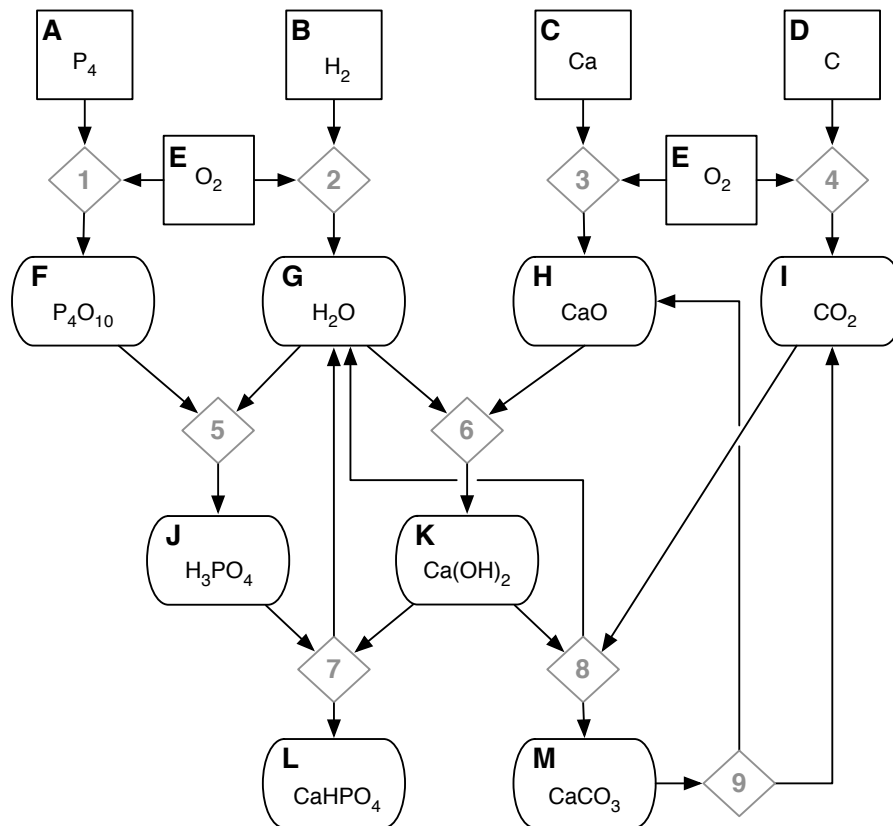 A
P₄
B
H₂
C
Ca
D
C
1
E
O₂
2
3
E
O₂
4
F
P₄O₁₀
G
H₂O
H
CaO
I
CO₂
5
6
J
H₃PO₄
K
Ca(OH)₂
7
8
L
CaHPO₄
M
CaCO₃
9